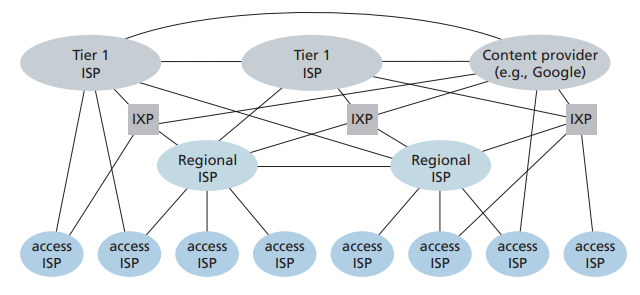 Tier 1
ISP
Tier 1
ISP
Content provider
(e.g., Google)
IXP
IXP
IXP
Regional
ISP
Regional
ISP
access
ISP
access
ISP
access
ISP
access
ISP
access
ISP
access
ISP
access
ISP
access
ISP